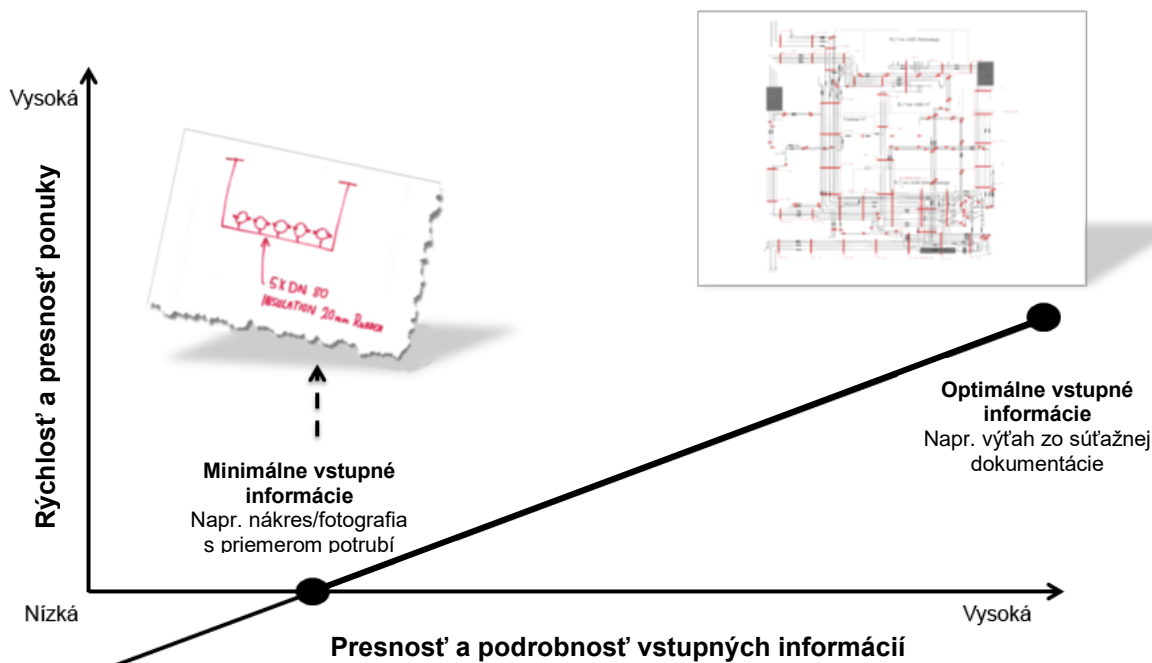 Vysoká
Rýchlosť a presnosť ponuky
5X DN 80
INSULATION 20mm RUBBER
Minimálne vstupné
informácie
Napr. nákres/fotografia
s priemerom potrubí
Optimálne vstupné
informácie
Napr. výťah zo súťažnej
dokumentácie
Nízká
Vysoká
Presnosť a podrobnosť vstupných informácií